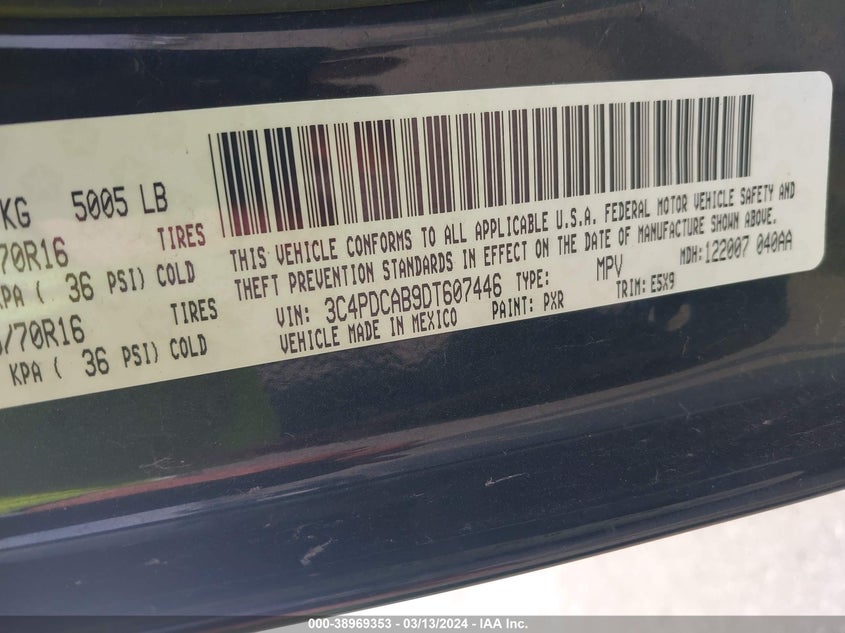 KG 5005 LB
70R16 TIRES
KPA ( 36 PSI) COLD
/70R16 TIRES
KPA ( 36 PSI) COLD
THIS VEHICLE CONFORMS TO ALL APPLICABLE U.S.A. FEDERAL MOTOR VEHICLE SAFETY AND
THEFT PREVENTION STANDARDS IN EFFECT ON THE DATE OF MANUFACTURE SHOWN ABOVE.
VIN: 3C4PDCAB9DT607446 TYPE: MPV MDH: 122007 040AA
VEHICLE MADE IN MEXICO PAINT: PXR TRIM: E5X9
000-38969353 - 03/13/2024 - IAA Inc.